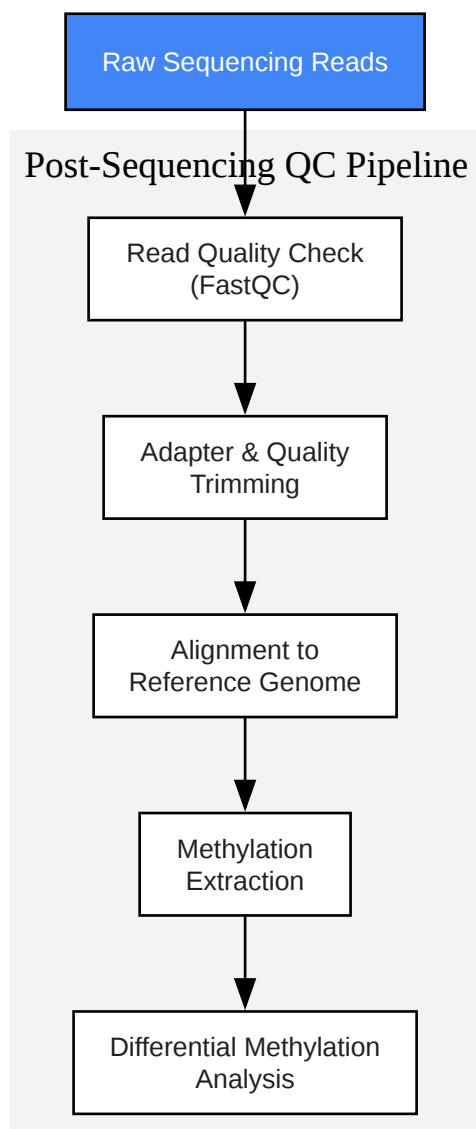 Raw Sequencing Reads
Post-Sequencing QC Pipeline
Read Quality Check
(FastQC)
Adapter & Quality
Trimming
Alignment to
Reference Genome
Methylation
Extraction
Differential Methylation
Analysis